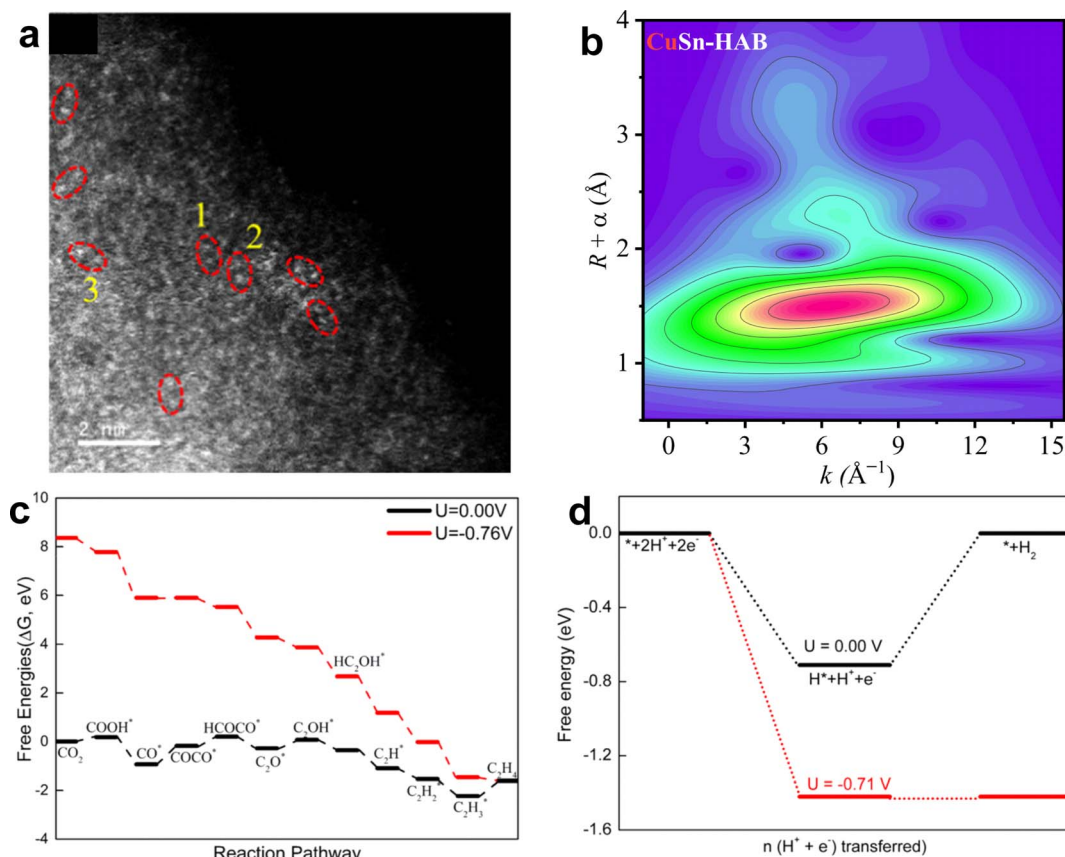 a
1
2
3
2 nm
b
CuSn-HAB
4
3
2
1
R + α (Å)
0
3
6
9
12
15
k (Å⁻¹)
c
10
8
6
4
2
0
-2
-4
Free Energies(ΔG, eV)
U=0.00V
U=-0.76V
HC₂OH*
CO₂
COOH*
CO*
COCO*
HCOCO*
C₂O*
C₂OH*
C₂H*
C₂H₂
C₂H₃*
C₂H₄
Reaction Pathway
d
0.0
-0.4
-0.8
-1.2
-1.6
Free energy (eV)
*+2H⁺+2e⁻
*+H₂
U = 0.00 V
H*+H⁺+e⁻
U = -0.71 V
n (H⁺ + e⁻) transferred)